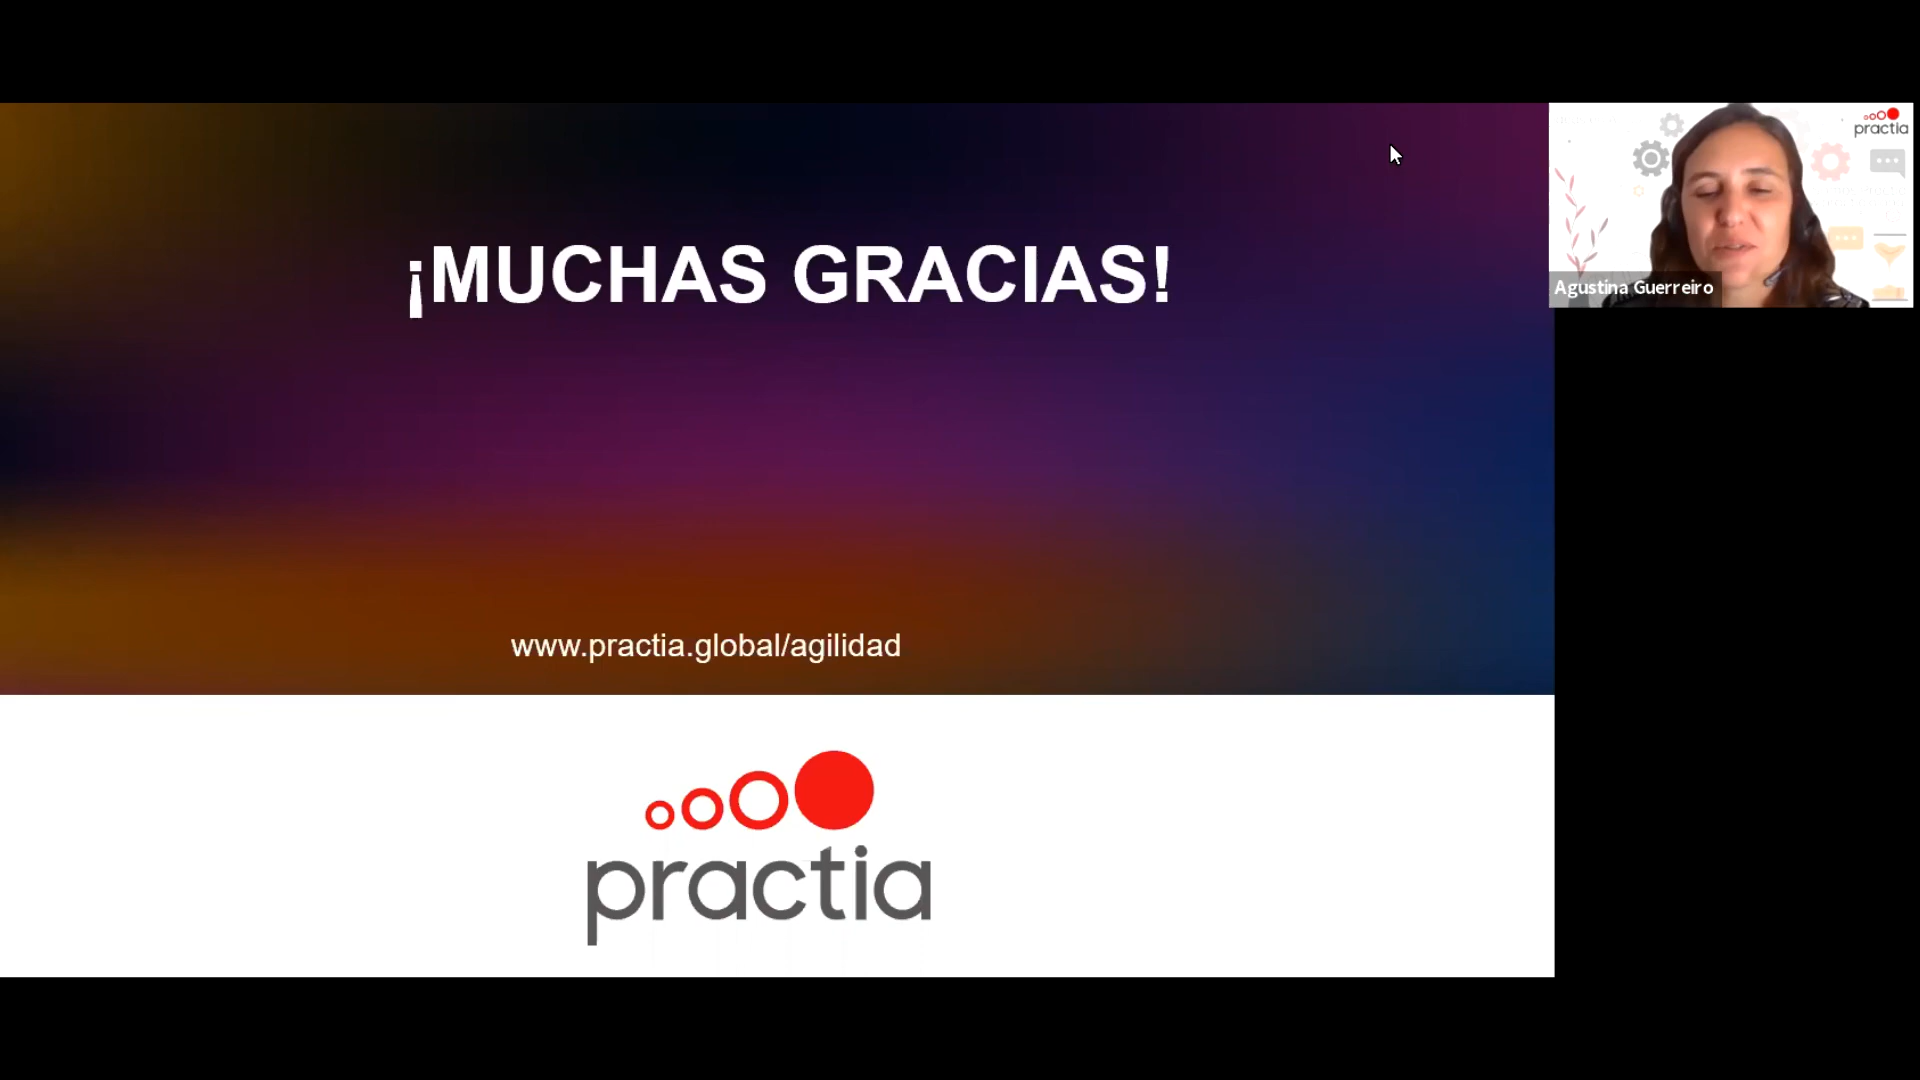 ¡MUCHAS GRACIAS!
www.practia.global/agilidad
practia
practia
Agustina Guerreiro